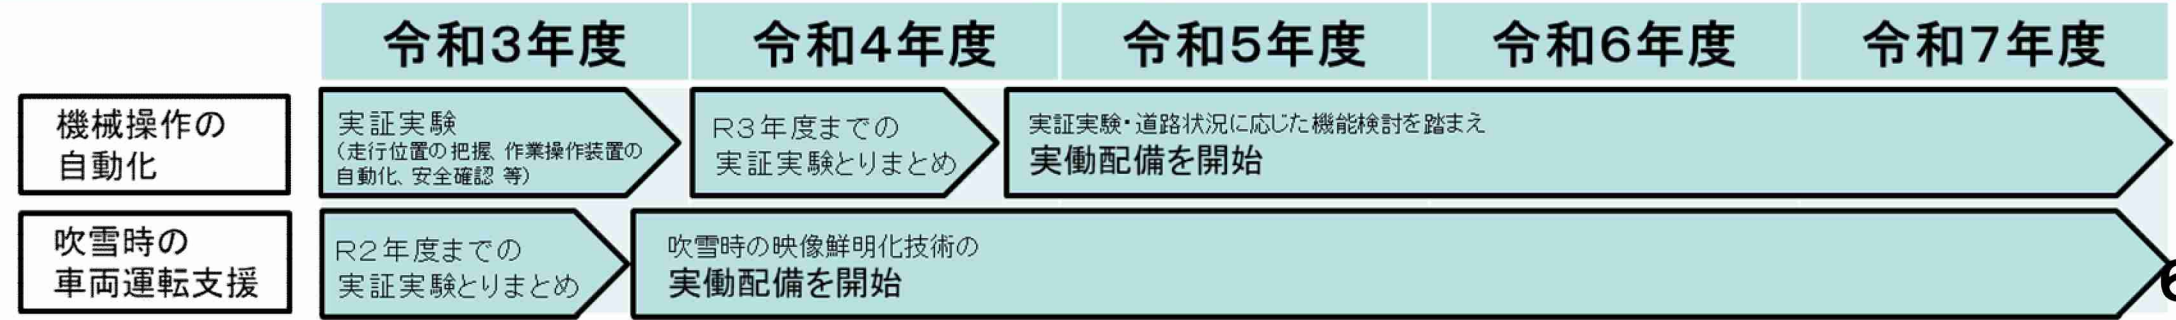 令和3年度 令和4年度 令和5年度 令和6年度 令和7年度
機械操作の
自動化
実証実験
（走行位置の把握、作業操作装置の
自動化、安全確認 等）
R3年度までの
実証実験とりまとめ
実証実験・道路状況に応じた機能検討を踏まえ
実働配備を開始
吹雪時の
車両運転支援
R2年度までの
実証実験とりまとめ
吹雪時の映像鮮明化技術の
実働配備を開始